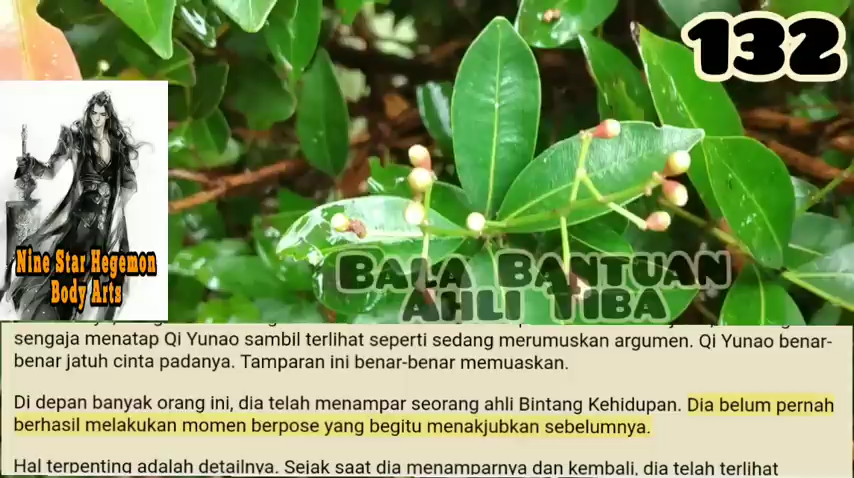 132
Nine Star Hegemon
Body Arts
BALA BANTUAN
AHLI TIBA
sengaja menatap Qi Yunao sambil terlihat seperti sedang merumuskan argumen. Qi Yunao benar-
benar jatuh cinta padanya. Tamparan ini benar-benar memuaskan.
Di depan banyak orang ini, dia telah menampar seorang ahli Bintang Kehidupan. Dia belum pernah
berhasil melakukan momen berpose yang begitu menakjubkan sebelumnya.
Hal terpenting adalah detailnya. Sejak saat dia menamparnya dan kembali, dia telah terlihat